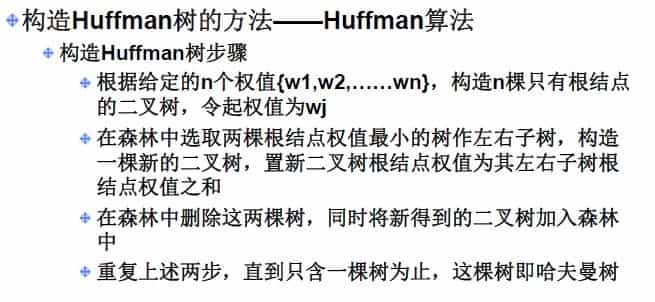 构造Huffman树的方法——Huffman算法
构造Huffman树步骤
根据给定的n个权值{w1,w2,……wn}，构造n棵只有根结点
的二叉树，令起权值为wj
在森林中选取两棵根结点权值最小的树作左右子树，构造
一棵新的二叉树，置新二叉树根结点权值为其左右子树根
结点权值之和
在森林中删除这两棵树，同时将新得到的二叉树加入森林
中
重复上述两步，直到只含一棵树为止，这棵树即哈夫曼树